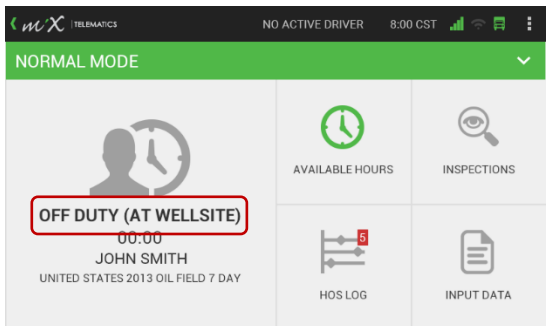 miX TELEMATICS NO ACTIVE DRIVER 8:00 CST
NORMAL MODE
OFF DUTY (AT WELLSITE)
00:00
JOHN SMITH
UNITED STATES 2013 OIL FIELD 7 DAY
AVAILABLE HOURS
INSPECTIONS
5
HOS LOG
INPUT DATA